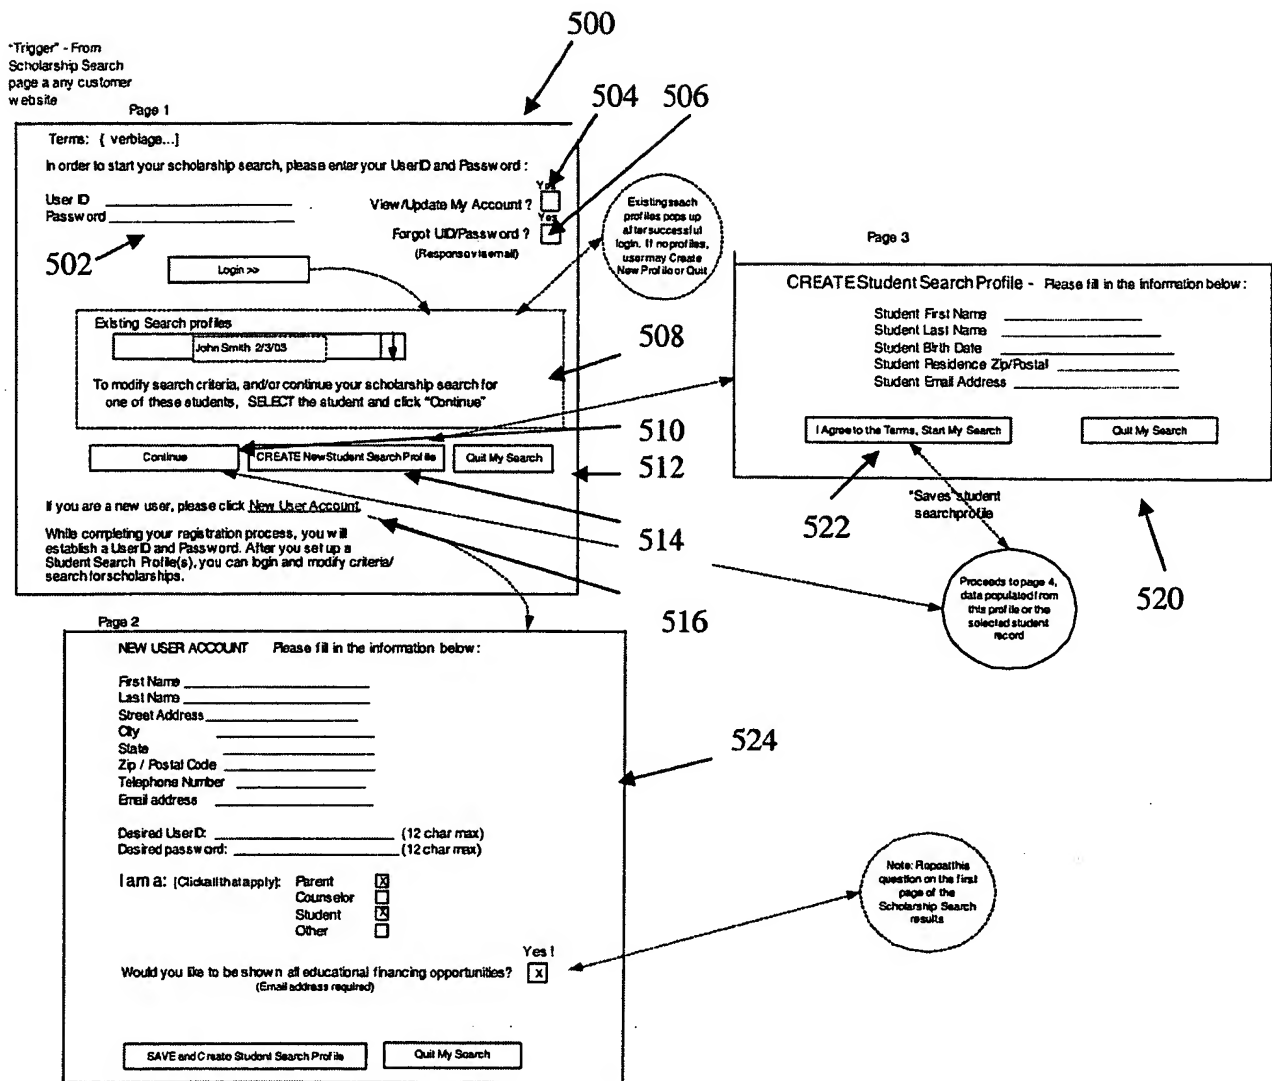 500
"Trigger" - From
Scholarship Search
page a any customer
website
Page 1
504
506
Terms: { verbiage...]
In order to start your scholarship search, please enter your UserID and Password :
User ID
Password
Yes
View/Update My Account ?
Yes
Forgot UID/Password ?
(Response via email)
502
Login >>
Existing seach
profiles pops up
after successful
login. If no profiles,
user may Create
New Profile or Quit
Existing Search profiles
John Smith 2/3/03
508
To modify search criteria, and/or continue your scholarship search for
one of these students, SELECT the student and click "Continue"
510
Continue
CREATE New Student Search Profile
Quit My Search
512
If you are a new user, please click New User Account
514
While completing your registration process, you will
establish a UserID and Password. After you set up a
Student Search Profile(s), you can login and modify criteria/
search for scholarships.
516
Page 3
CREATE Student Search Profile - Please fill in the information below :
Student First Name
Student Last Name
Student Birth Date
Student Residence Zip/Postal
Student Email Address
I Agree to the Terms, Start My Search
Quit My Search
522
"Saves" student
search profile
520
Proceeds to page 4,
data populated from
this profile or the
selected student
record
Page 2
NEW USER ACCOUNT Please fill in the information below :
First Name
Last Name
Street Address
City
State
Zip / Postal Code
Telephone Number
Email address
524
Desired UserID: (12 char max)
Desired password: (12 char max)
I am a: [Click all that apply]: Parent X
Counselor
Student X
Other
Note: Repeat this
question on the first
page of the
Scholarship Search
results
Yes !
Would you like to be shown all educational financing opportunities? X
(Email address required)
SAVE and Create Student Search Profile
Quit My Search